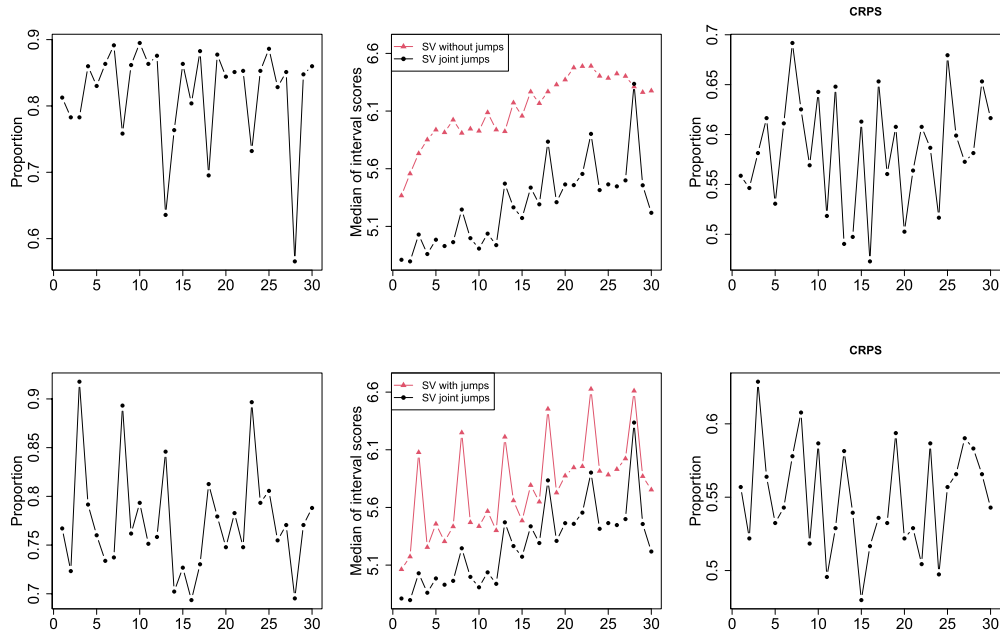 CRPS
Proportion
0.6 0.7 0.8 0.9
0 5 10 15 20 25 30
Median of interval scores
5.1 5.6 6.1 6.6
SV without jumps
SV joint jumps
0 5 10 15 20 25 30
Proportion
0.5 0.55 0.6 0.65 0.7
0 5 10 15 20 25 30
CRPS
Proportion
0.7 0.75 0.8 0.85 0.9
0 5 10 15 20 25 30
Median of interval scores
5.1 5.6 6.1 6.6
SV with jumps
SV joint jumps
0 5 10 15 20 25 30
Proportion
0.5 0.55 0.6
0 5 10 15 20 25 30